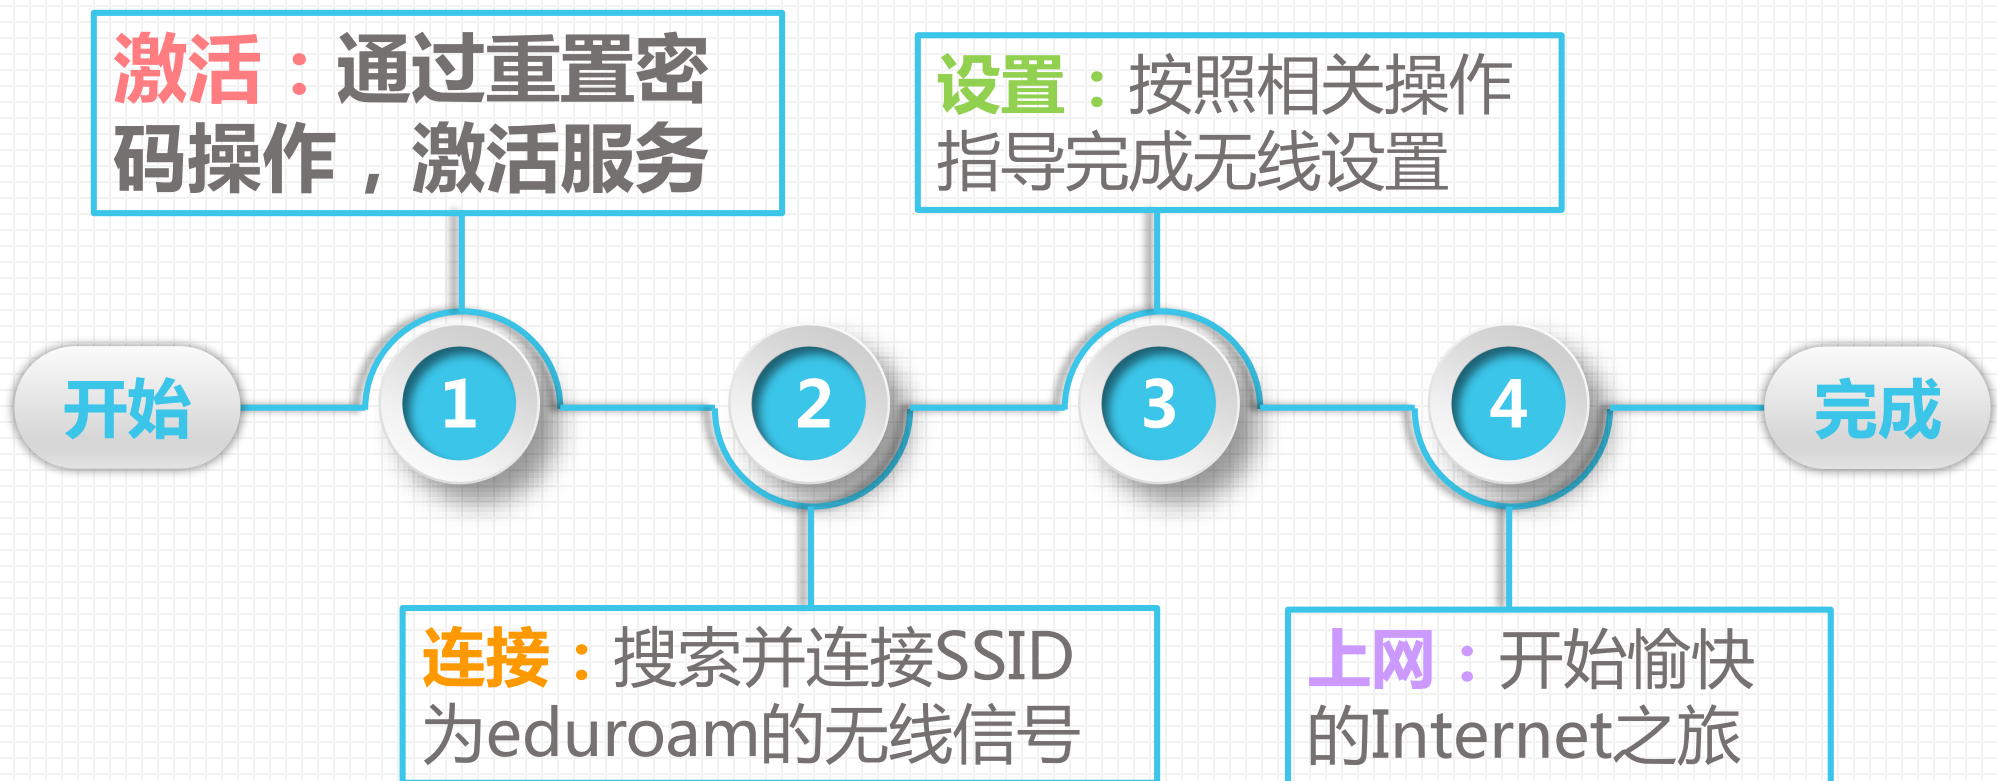 激活：通过重置密
码操作，激活服务
设置：按照相关操作
指导完成无线设置
开始
1
2
3
4
完成
连接：搜索并连接SSID
为eduroam的无线信号
上网：开始愉快
的Internet之旅